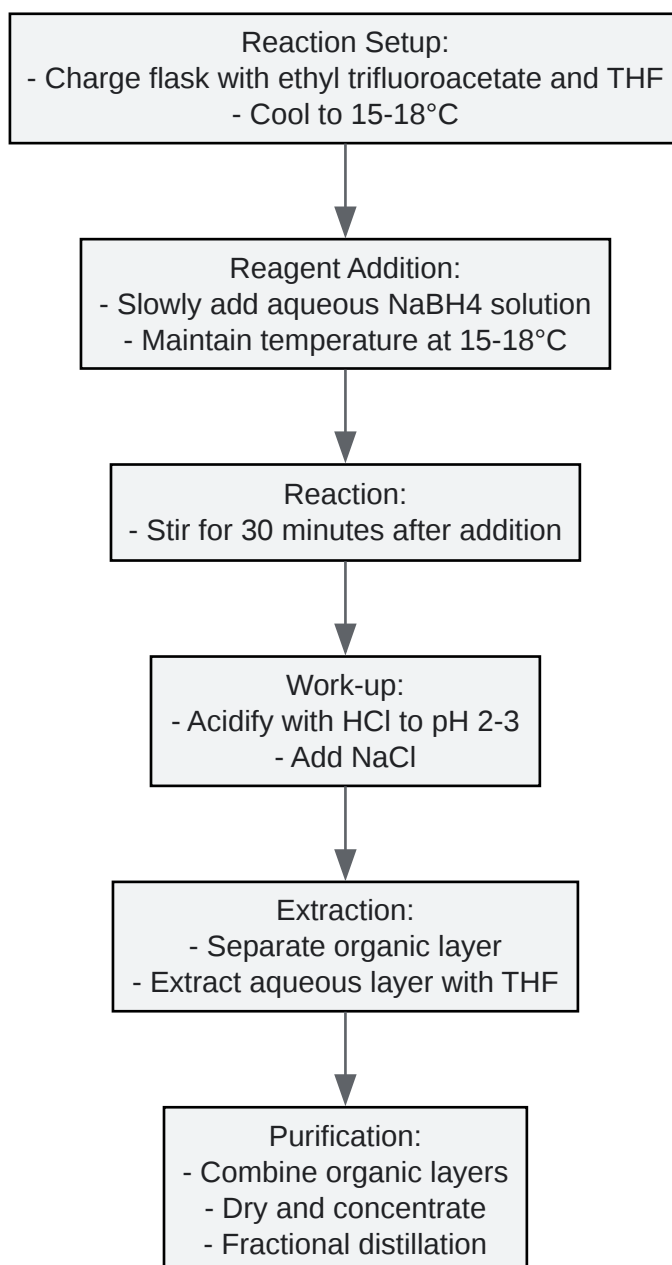 Reaction Setup:
- Charge flask with ethyl trifluoroacetate and THF
- Cool to 15-18°C
Reagent Addition:
- Slowly add aqueous NaBH4 solution
- Maintain temperature at 15-18°C
Reaction:
- Stir for 30 minutes after addition
Work-up:
- Acidify with HCl to pH 2-3
- Add NaCl
Extraction:
- Separate organic layer
- Extract aqueous layer with THF
Purification:
- Combine organic layers
- Dry and concentrate
- Fractional distillation